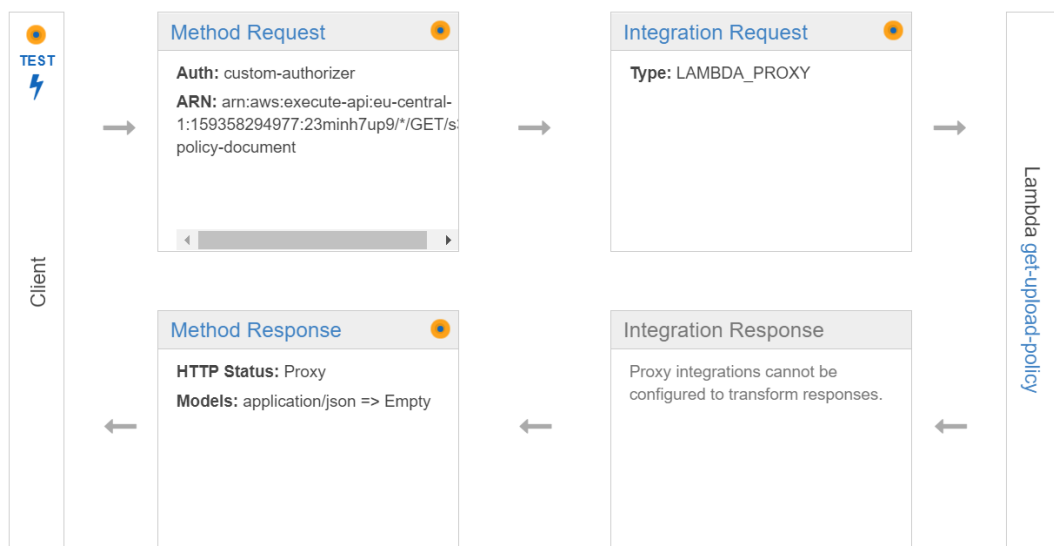 TEST
Client
Method Request
Auth: custom-authorizer
ARN: arn:aws:execute-api:eu-central-
1:159358294977:23minh7up9/*/GET/s
policy-document
Integration Request
Type: LAMBDA_PROXY
Lambda get-upload-policy
Method Response
HTTP Status: Proxy
Models: application/json => Empty
Integration Response
Proxy integrations cannot be
configured to transform responses.